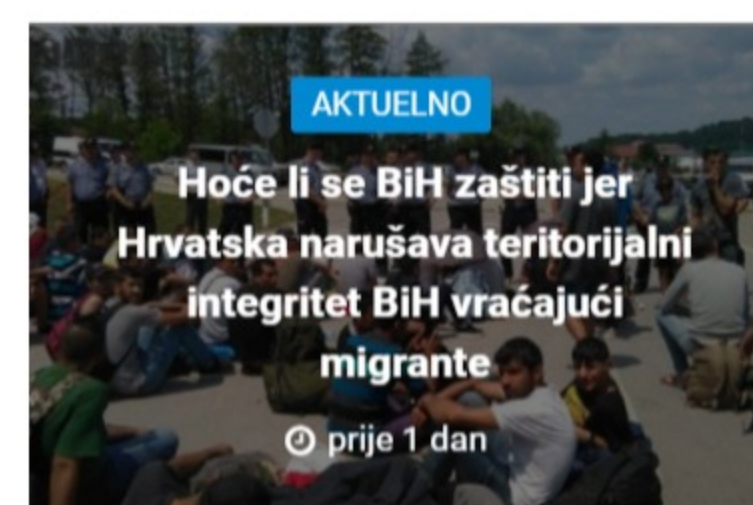 AKTUELNO
Hoće li se BiH zaštiti jer
Hrvatska narušava teritorijalni
integritet BiH vraćajući
migrante
prije 1 dan